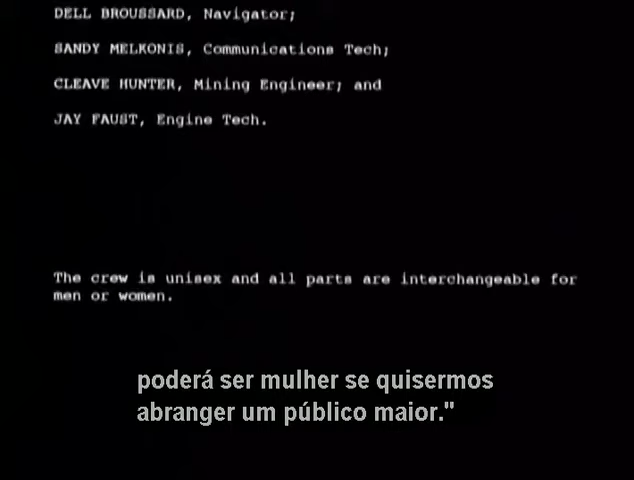 DELL BROUSSARD, Navigator;
SANDY MELKONIS, Communications Tech;
CLEAVE HUNTER, Mining Engineer; and
JAY FAUST, Engine Tech.
The crew is unisex and all parts are interchangeable for
men or women.
poderá ser mulher se quisermos
abranger um público maior."